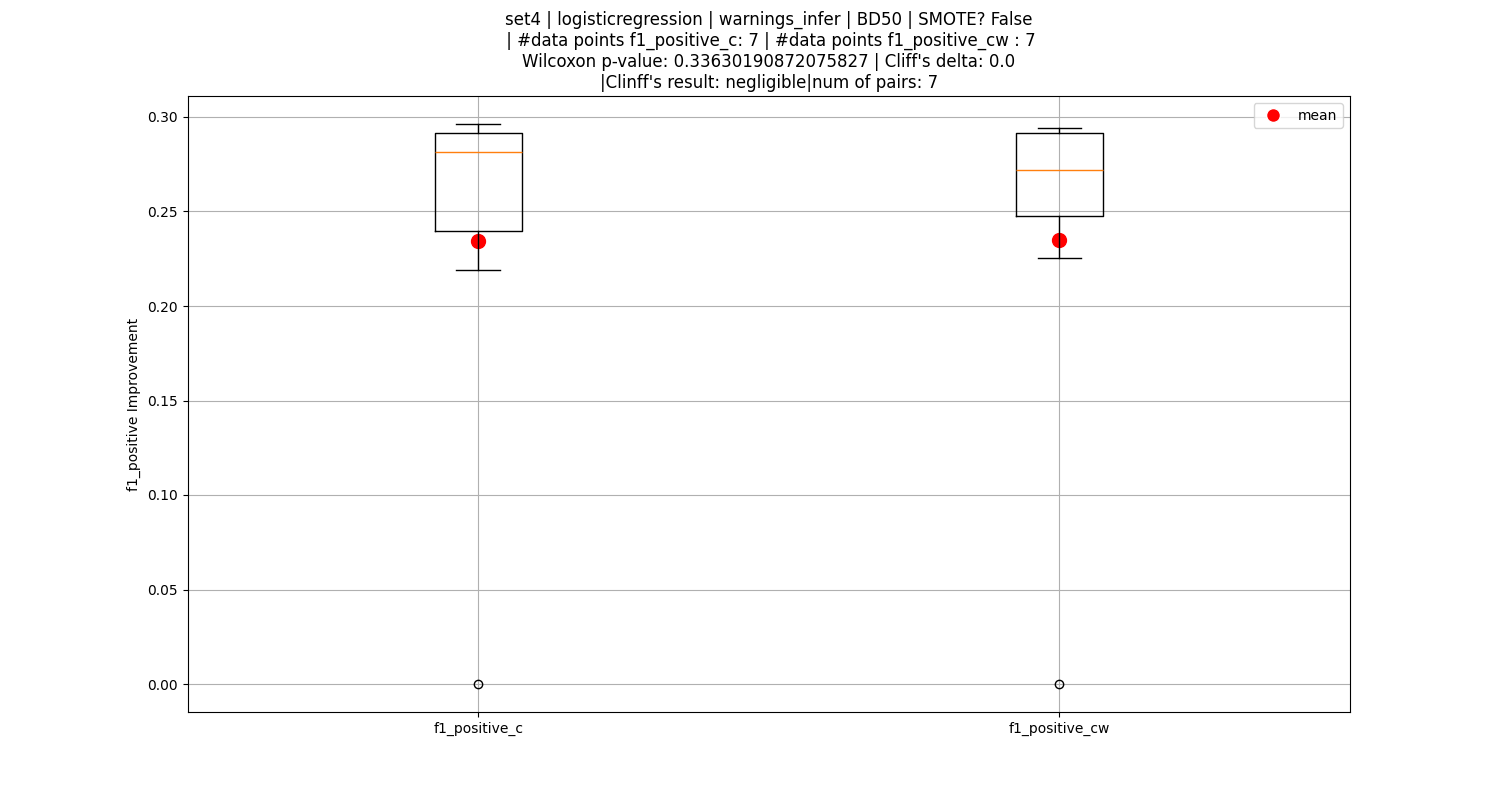 set4 | logisticregression | warnings_infer | BD50 | SMOTE? False
| #data points f1_positive_c: 7 | #data points f1_positive_cw : 7
Wilcoxon p-value: 0.33630190872075827 | Cliff's delta: 0.0
|Clinff's result: negligible|num of pairs: 7
mean
f1_positive Improvement
0.30
0.25
0.20
0.15
0.10
0.05
0.00
f1_positive_c
f1_positive_cw